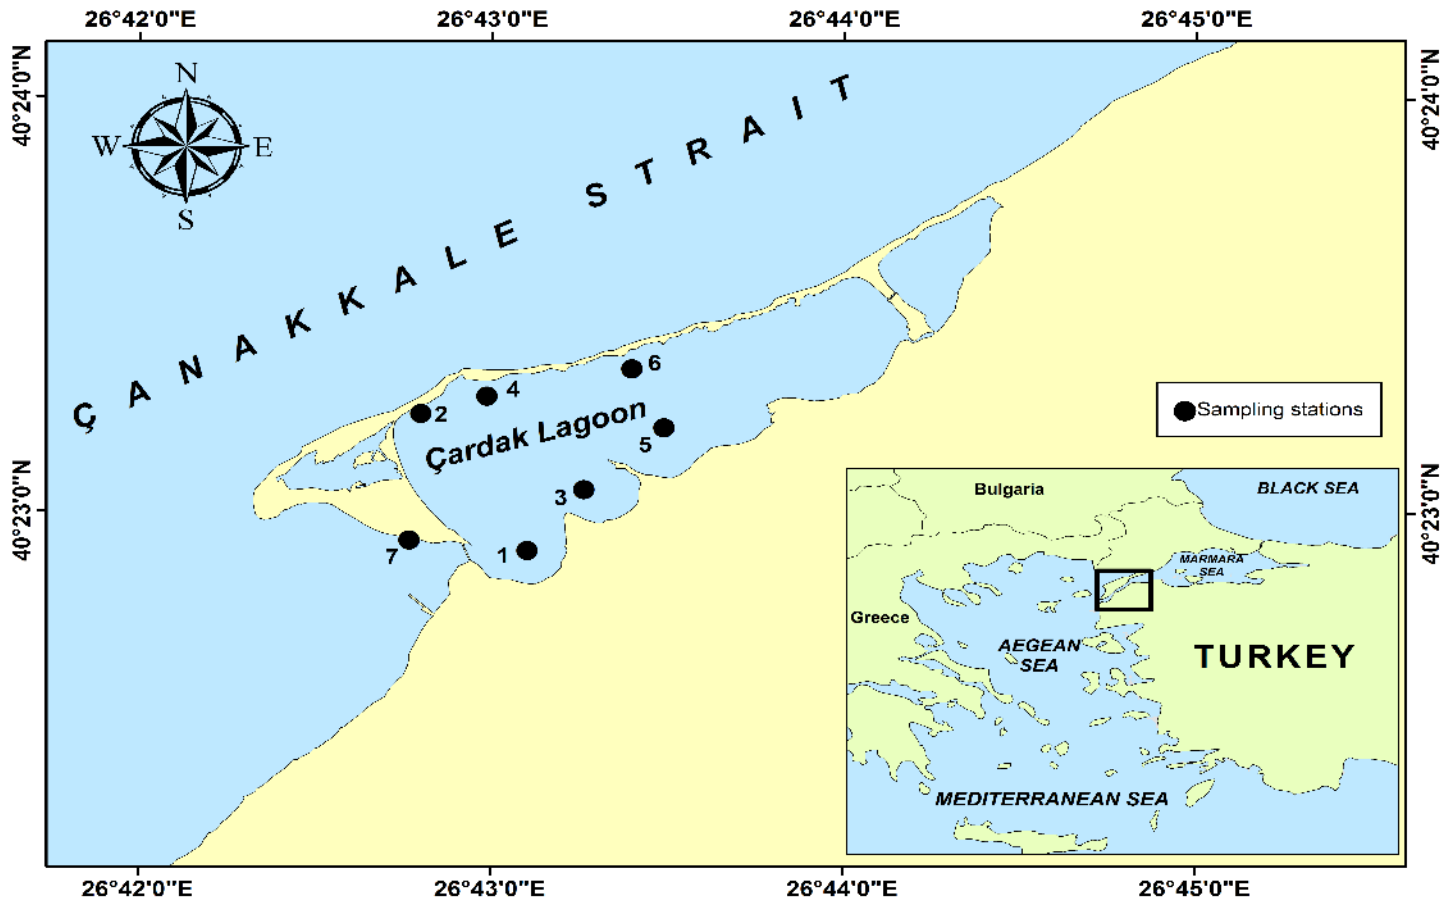 26°42'0"E 26°43'0"E 26°44'0"E 26°45'0"E
40°24'0"N
40°24'0"N
N
W E
S
ÇANAKKALE STRAIT
6
4
2
Çardak Lagoon
5
3
7
1
Sampling stations
40°23'0"N
40°23'0"N
Bulgaria
BLACK SEA
MARMARA
SEA
Greece
AEGEAN
SEA
TURKEY
MEDITERRANEAN SEA
26°42'0"E 26°43'0"E 26°44'0"E 26°45'0"E